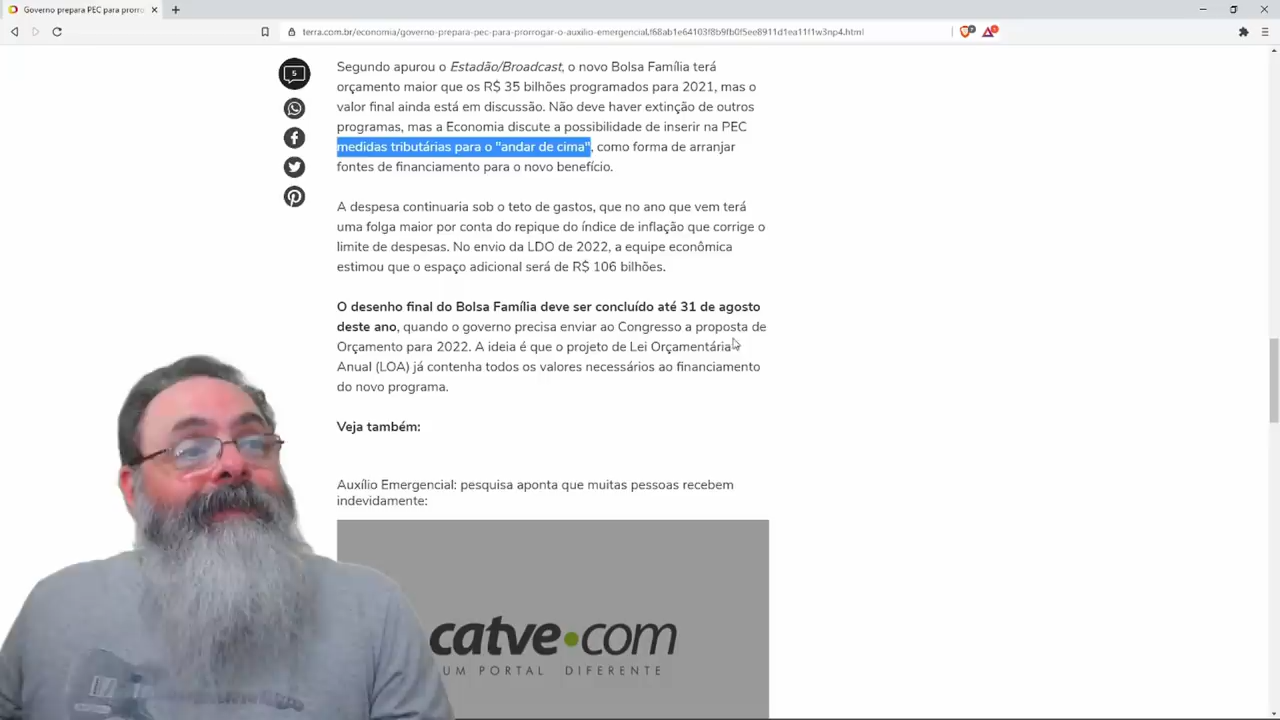 Governo prepara PEC para prorro
terra.com.br/economia/governo-prepara-pec-para-prorrogar-o-auxilio-emergencial,f68ab1e64103f8b9fb0f5ee8911d1ea11f1w3np4.html
5
Segundo apurou o Estadão/Broadcast, o novo Bolsa Família terá
orçamento maior que os R$ 35 bilhões programados para 2021, mas o
valor final ainda está em discussão. Não deve haver extinção de outros
programas, mas a Economia discute a possibilidade de inserir na PEC
medidas tributárias para o "andar de cima", como forma de arranjar
fontes de financiamento para o novo benefício.
A despesa continuaria sob o teto de gastos, que no ano que vem terá
uma folga maior por conta do repique do índice de inflação que corrige o
limite de despesas. No envio da LDO de 2022, a equipe econômica
estimou que o espaço adicional será de R$ 106 bilhões.
O desenho final do Bolsa Família deve ser concluído até 31 de agosto
deste ano, quando o governo precisa enviar ao Congresso a proposta de
Orçamento para 2022. A ideia é que o projeto de Lei Orçamentária
Anual (LOA) já contenha todos os valores necessários ao financiamento
do novo programa.
Veja também:
Auxílio Emergencial: pesquisa aponta que muitas pessoas recebem
indevidamente:
catve.com
UM PORTAL DIFERENTE